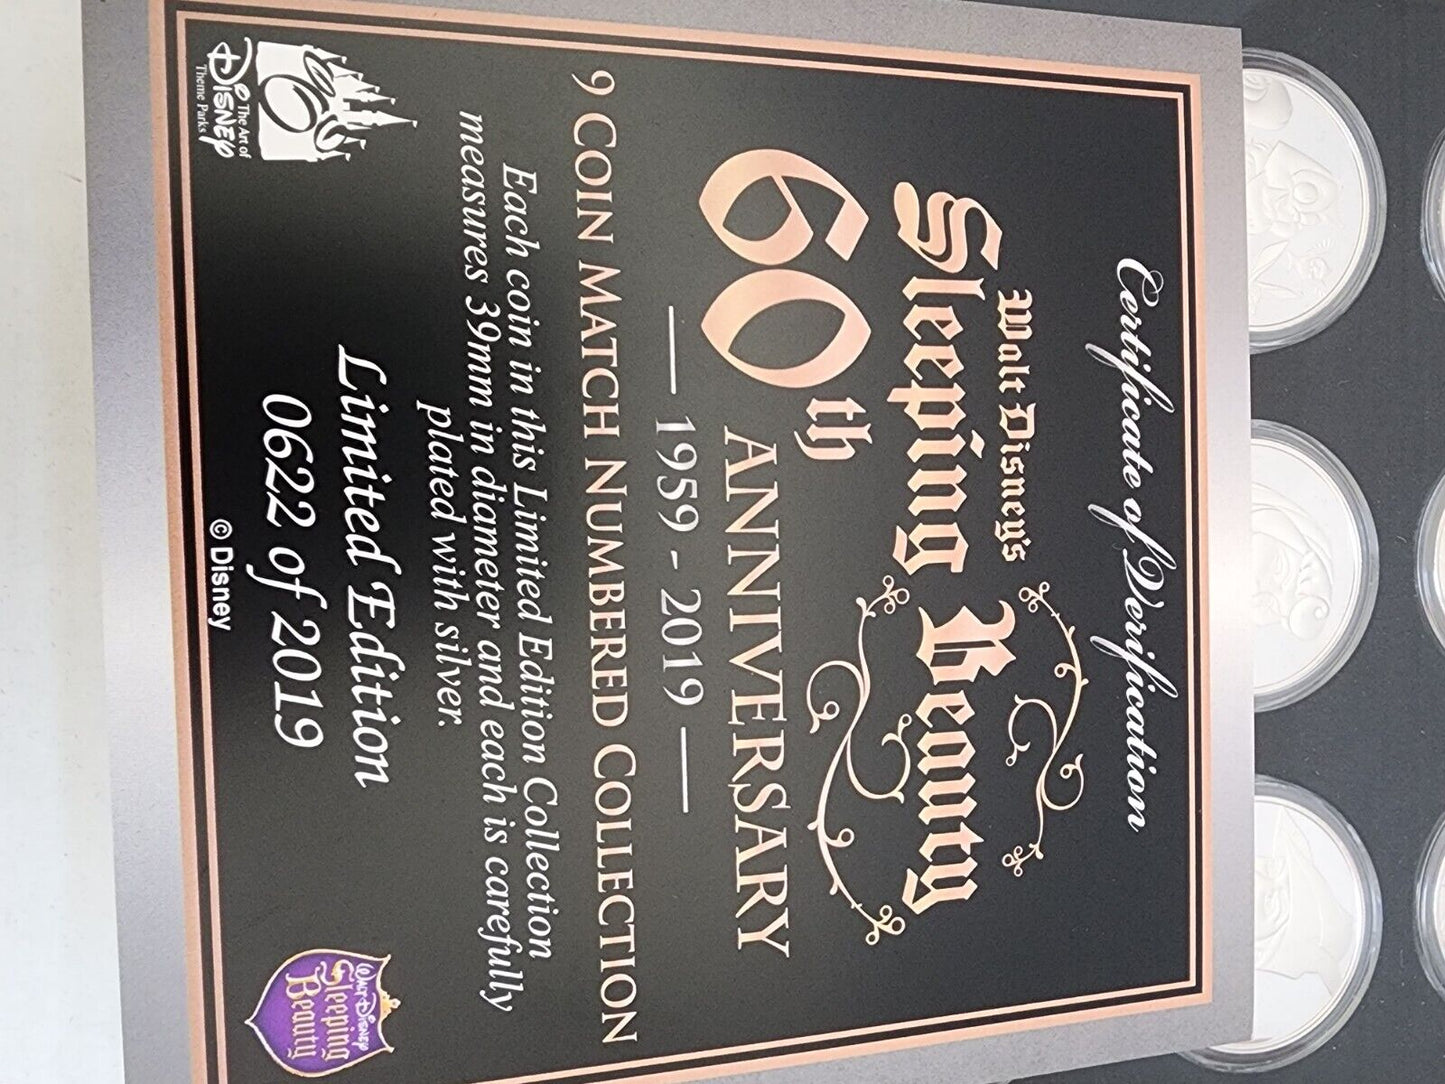 Certificate of Verification
Walt Disney's
Sleeping Beauty
60th
ANNIVERSARY
1959 - 2019
9 COIN MATCH NUMBERED COLLECTION
Each coin in this Limited Edition Collection
measures 39mm in diameter and each is carefullly
plated with silver.
Limited Edition
0622 of 2019
The Art of
DISNEY
Theme Parks
© Disney
WALT DISNEY
Sleeping
Beauty